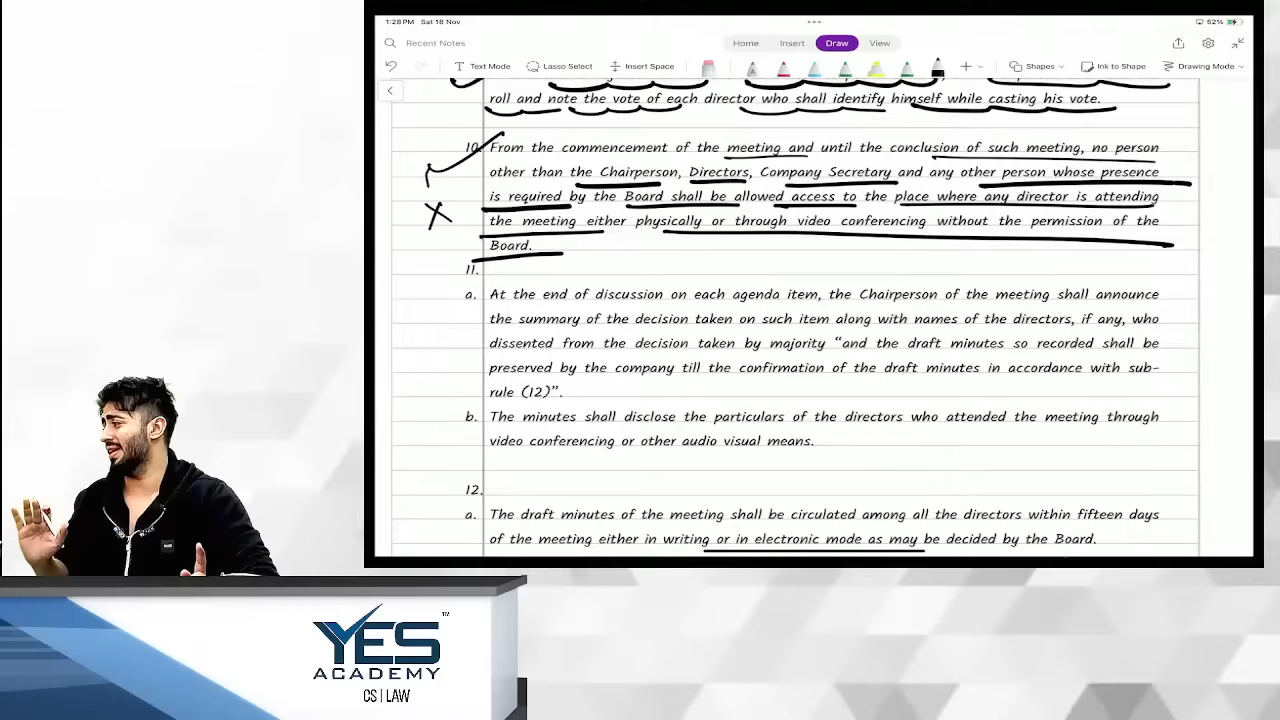 1:28 PM Sat 18 Nov
52%
Recent Notes
Home Insert Draw View
Text Mode Lasso Select Insert Space Shapes Ink to Shape Drawing Mode
roll and note the vote of each director who shall identify himself while casting his vote.
10. From the commencement of the meeting and until the conclusion of such meeting, no person
other than the Chairperson, Directors, Company Secretary and any other person whose presence
is required by the Board shall be allowed access to the place where any director is attending
the meeting either physically or through video conferencing without the permission of the
Board.
11.
a. At the end of discussion on each agenda item, the Chairperson of the meeting shall announce
the summary of the decision taken on such item along with names of the directors, if any, who
dissented from the decision taken by majority “and the draft minutes so recorded shall be
preserved by the company till the confirmation of the draft minutes in accordance with sub-
rule (12)”.
b. The minutes shall disclose the particulars of the directors who attended the meeting through
video conferencing or other audio visual means.
12.
a. The draft minutes of the meeting shall be circulated among all the directors within fifteen days
of the meeting either in writing or in electronic mode as may be decided by the Board.
YES ™
ACADEMY
CS | LAW